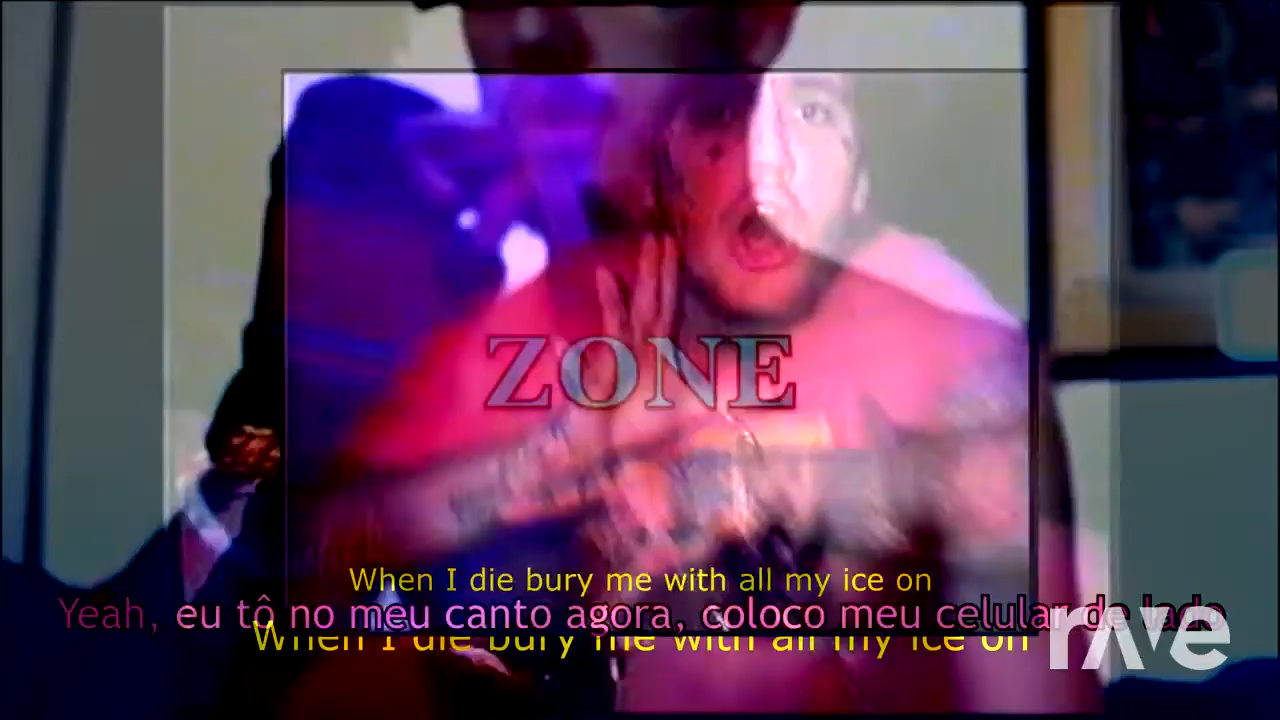 ZONE
When I die bury me with all my ice on
Yeah, eu tô no meu canto agora, coloco meu celular de lado
When I die bury me with all my ice on
rave